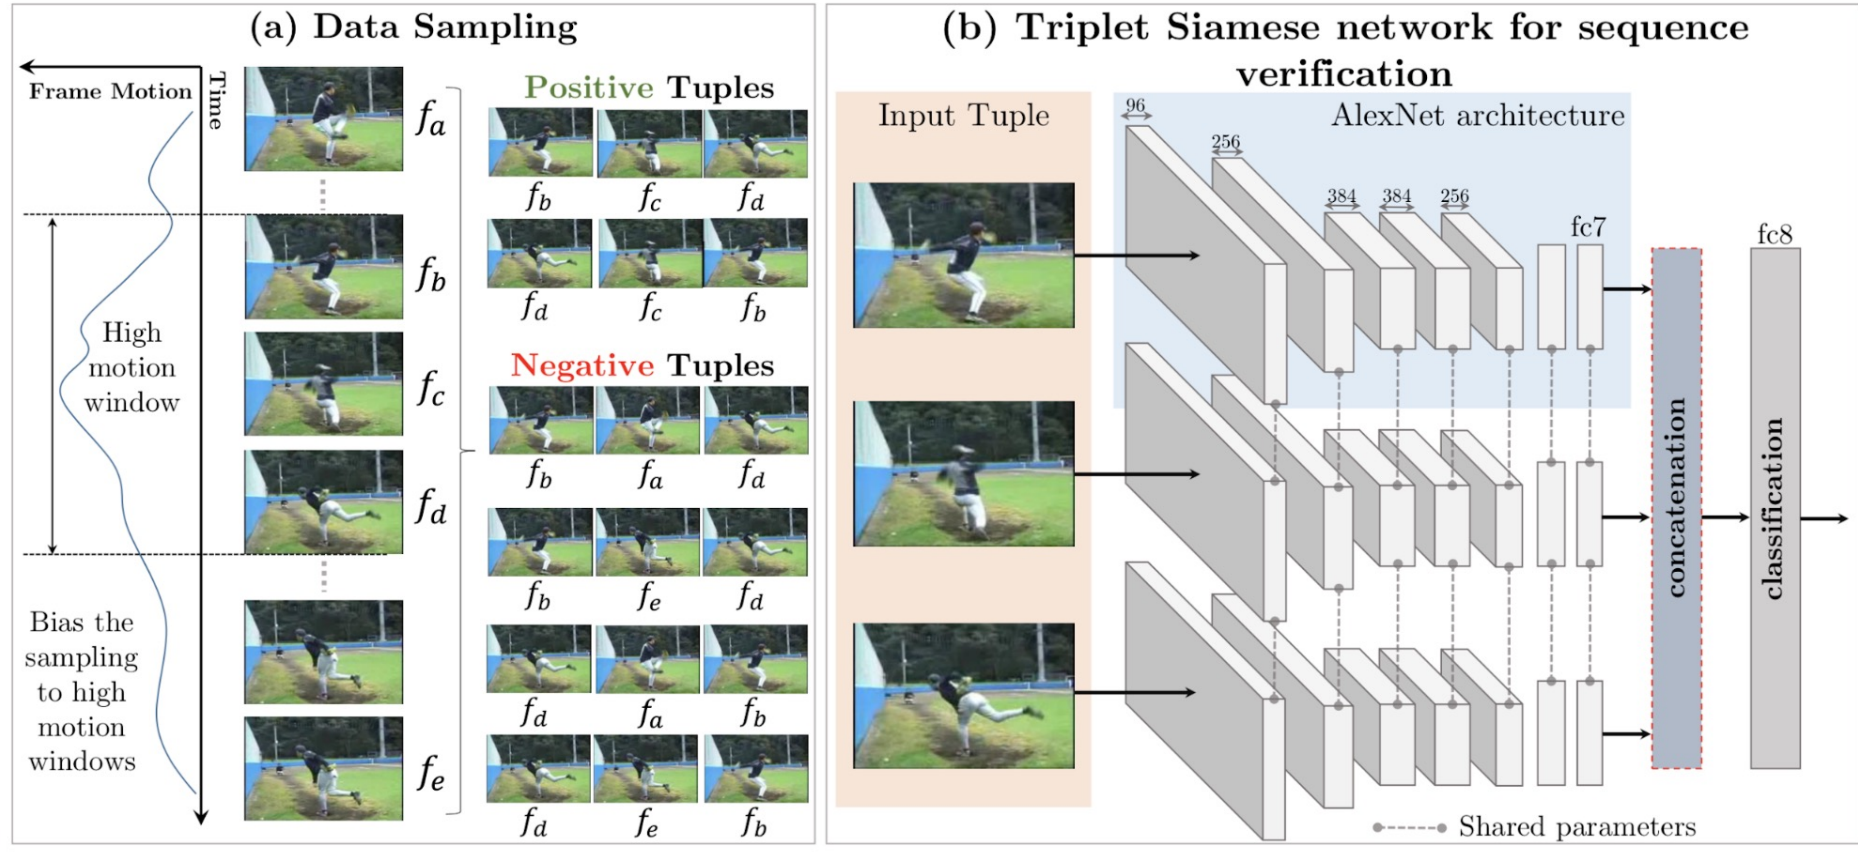 (a) Data Sampling
Frame Motion
Time
High
motion
window
Bias the
sampling
to high
motion
windows
fa
fb
fc
fd
fe
Positive Tuples
fb fc fd
fd fc fb
Negative Tuples
fb fa fd
fb fe fd
fd fa fb
fd fe fb
(b) Triplet Siamese network for sequence
verification
Input Tuple
AlexNet architecture
96
256
384
384
256
fc7
concatenation
fc8
classification
Shared parameters